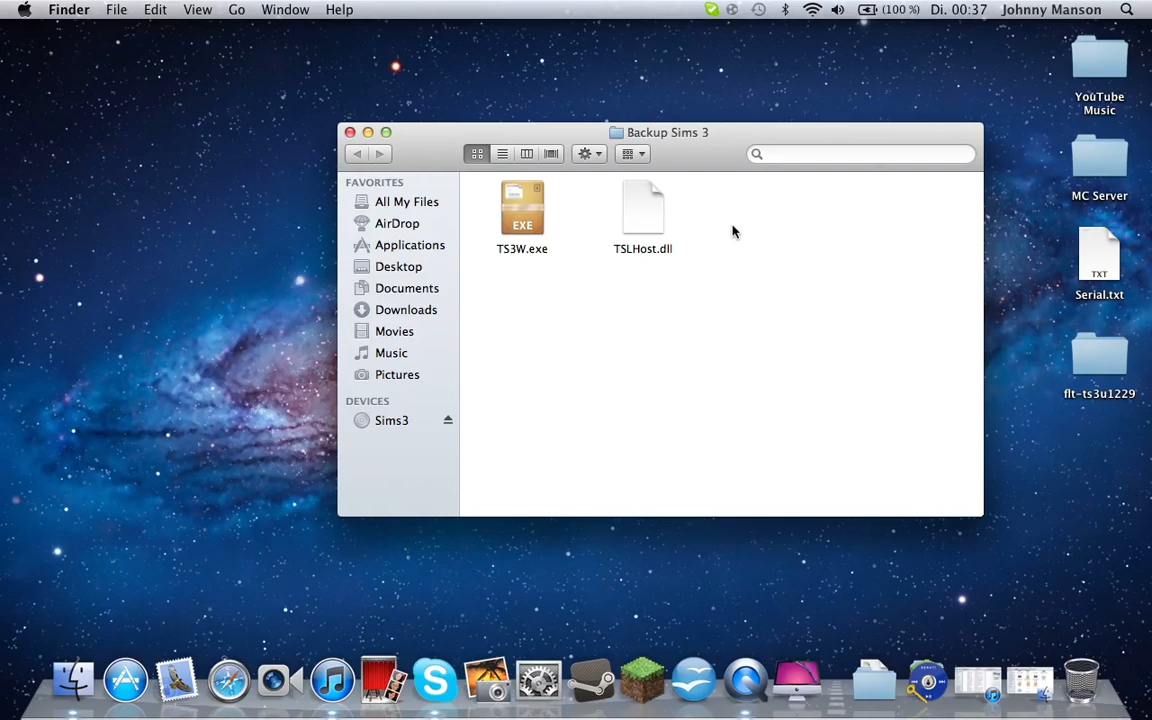 Finder File Edit View Go Window Help (100 %) Di. 00:37 Johnny Manson
Backup Sims 3
FAVORITES
All My Files
AirDrop
Applications
Desktop
Documents
Downloads
Movies
Music
Pictures
DEVICES
Sims3
EXE
TS3W.exe
TSLHost.dll
YouTube
Music
MC Server
TXT
Serial.txt
flt-ts3u1229